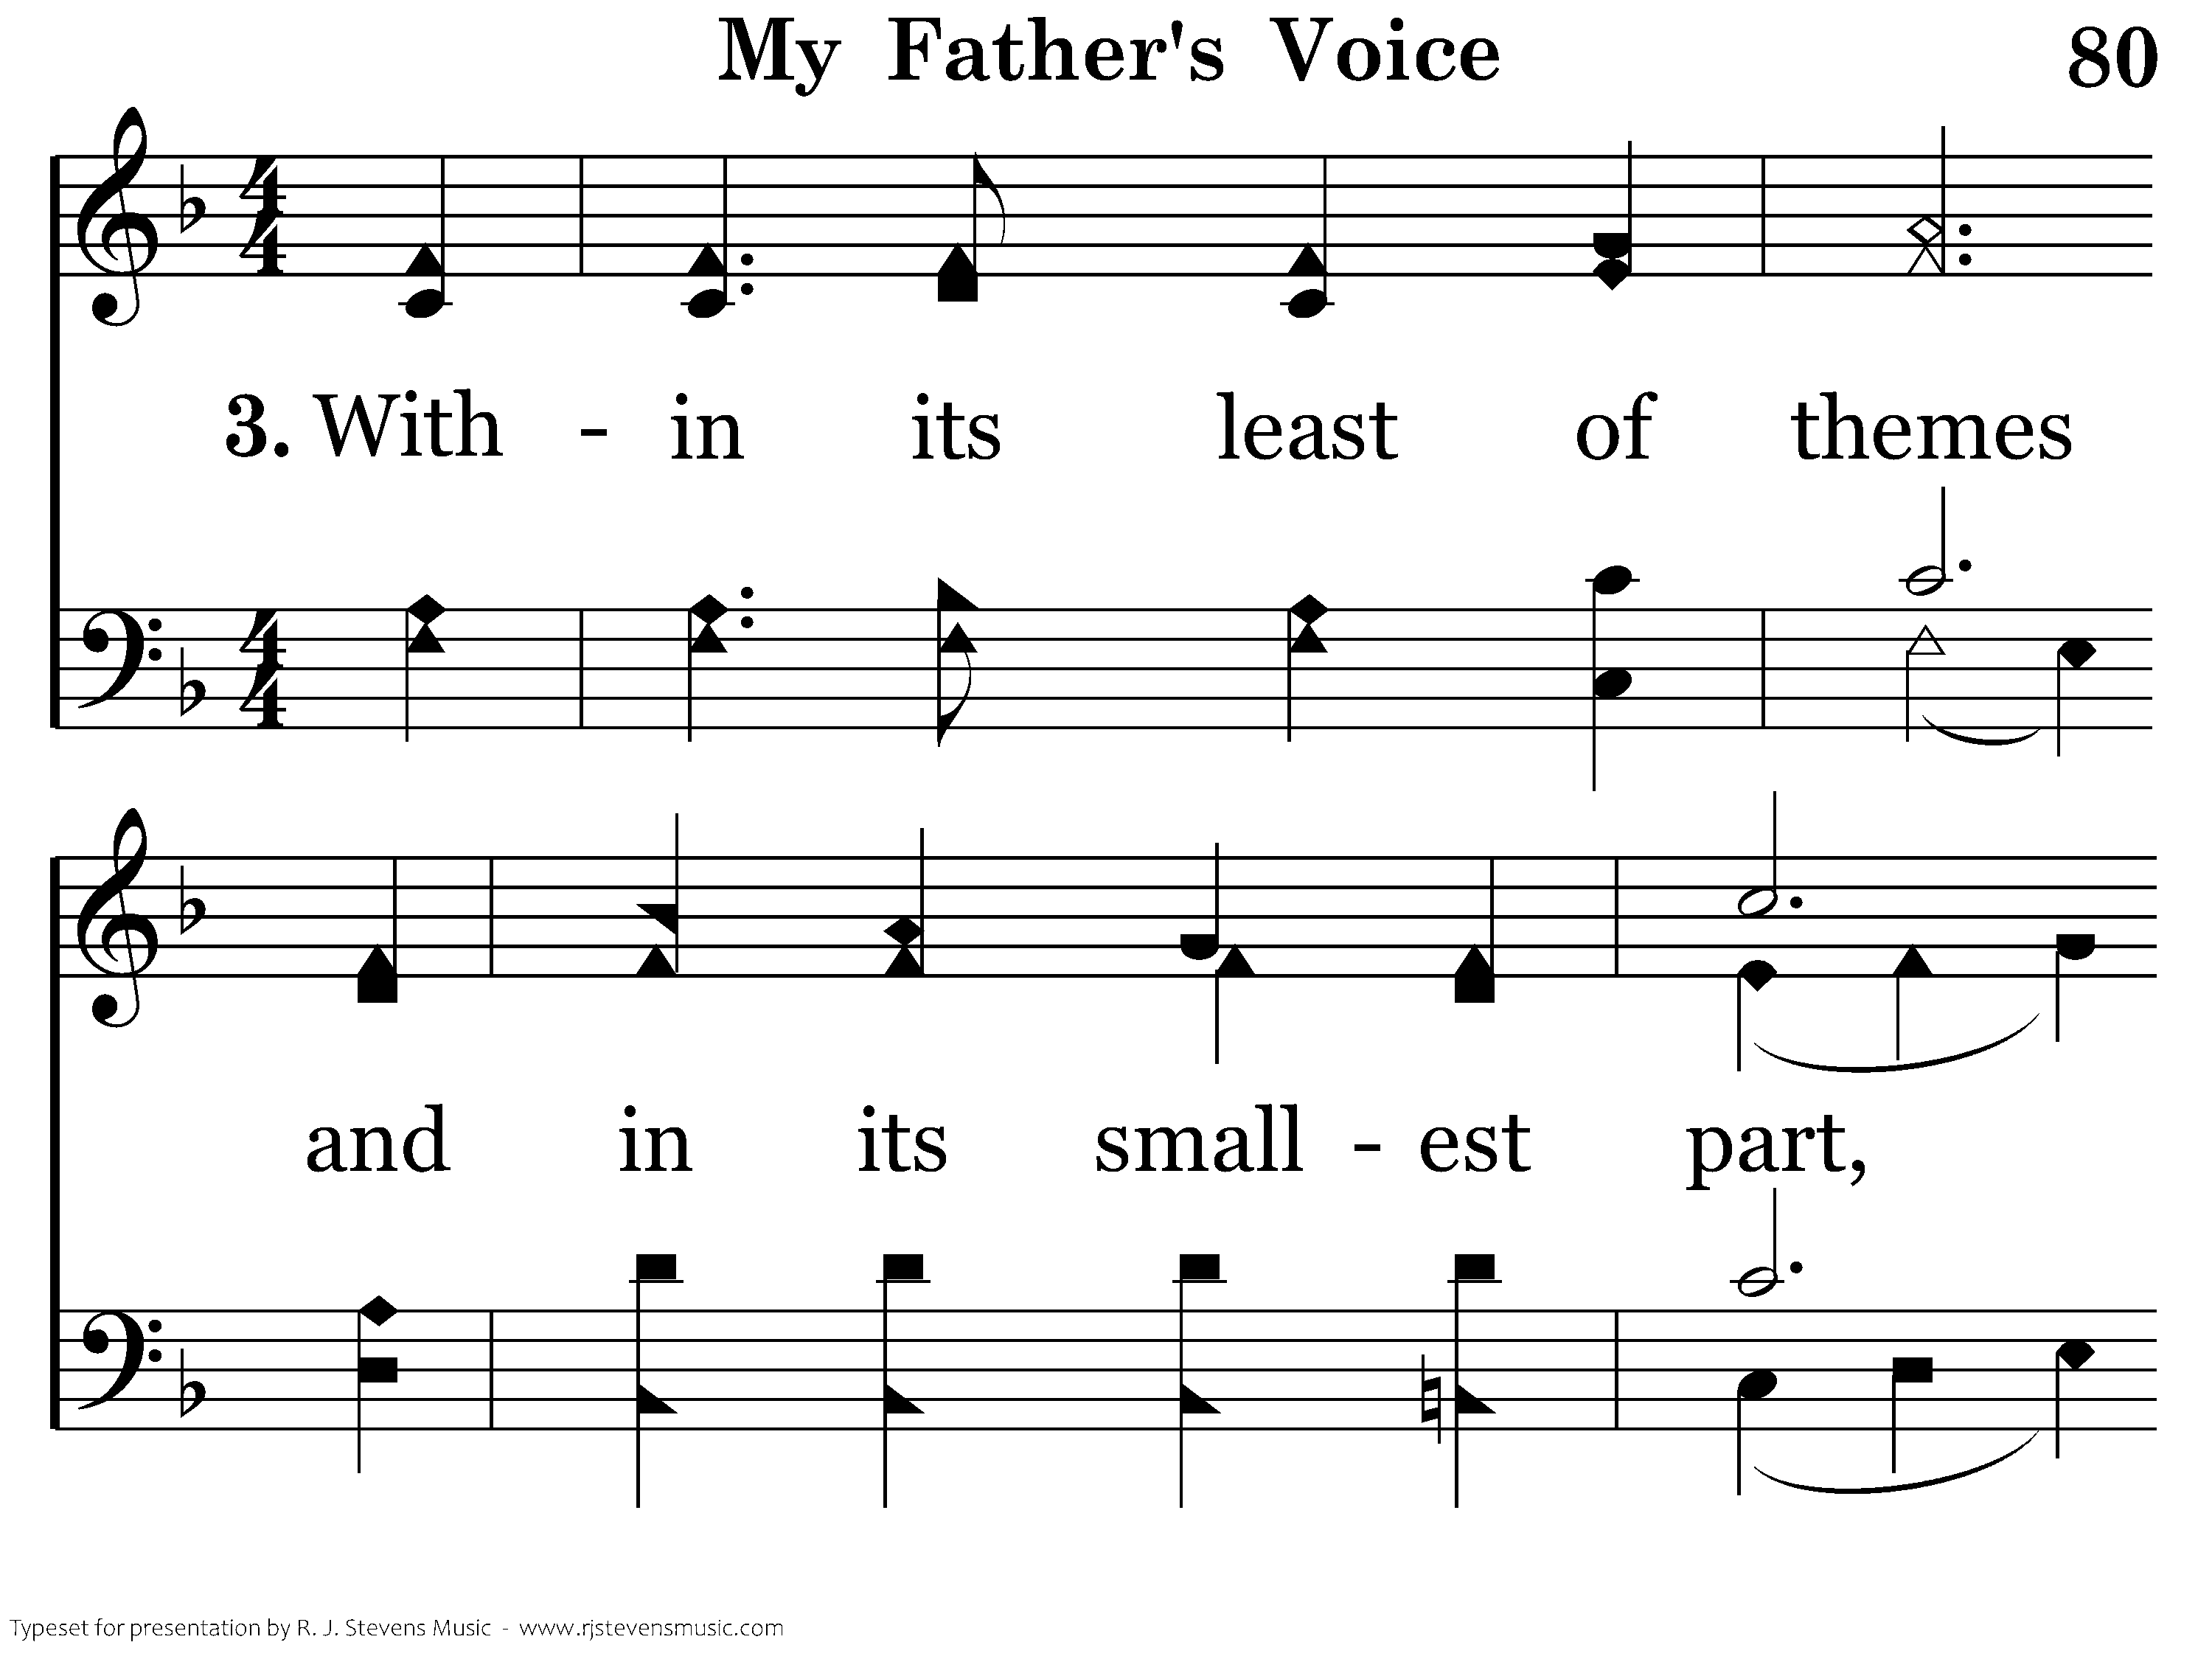 My Father's Voice 80
3. With - in its least of themes
and in its small - est part,
Typeset for presentation by R. J. Stevens Music - www.rjstevensmusic.com